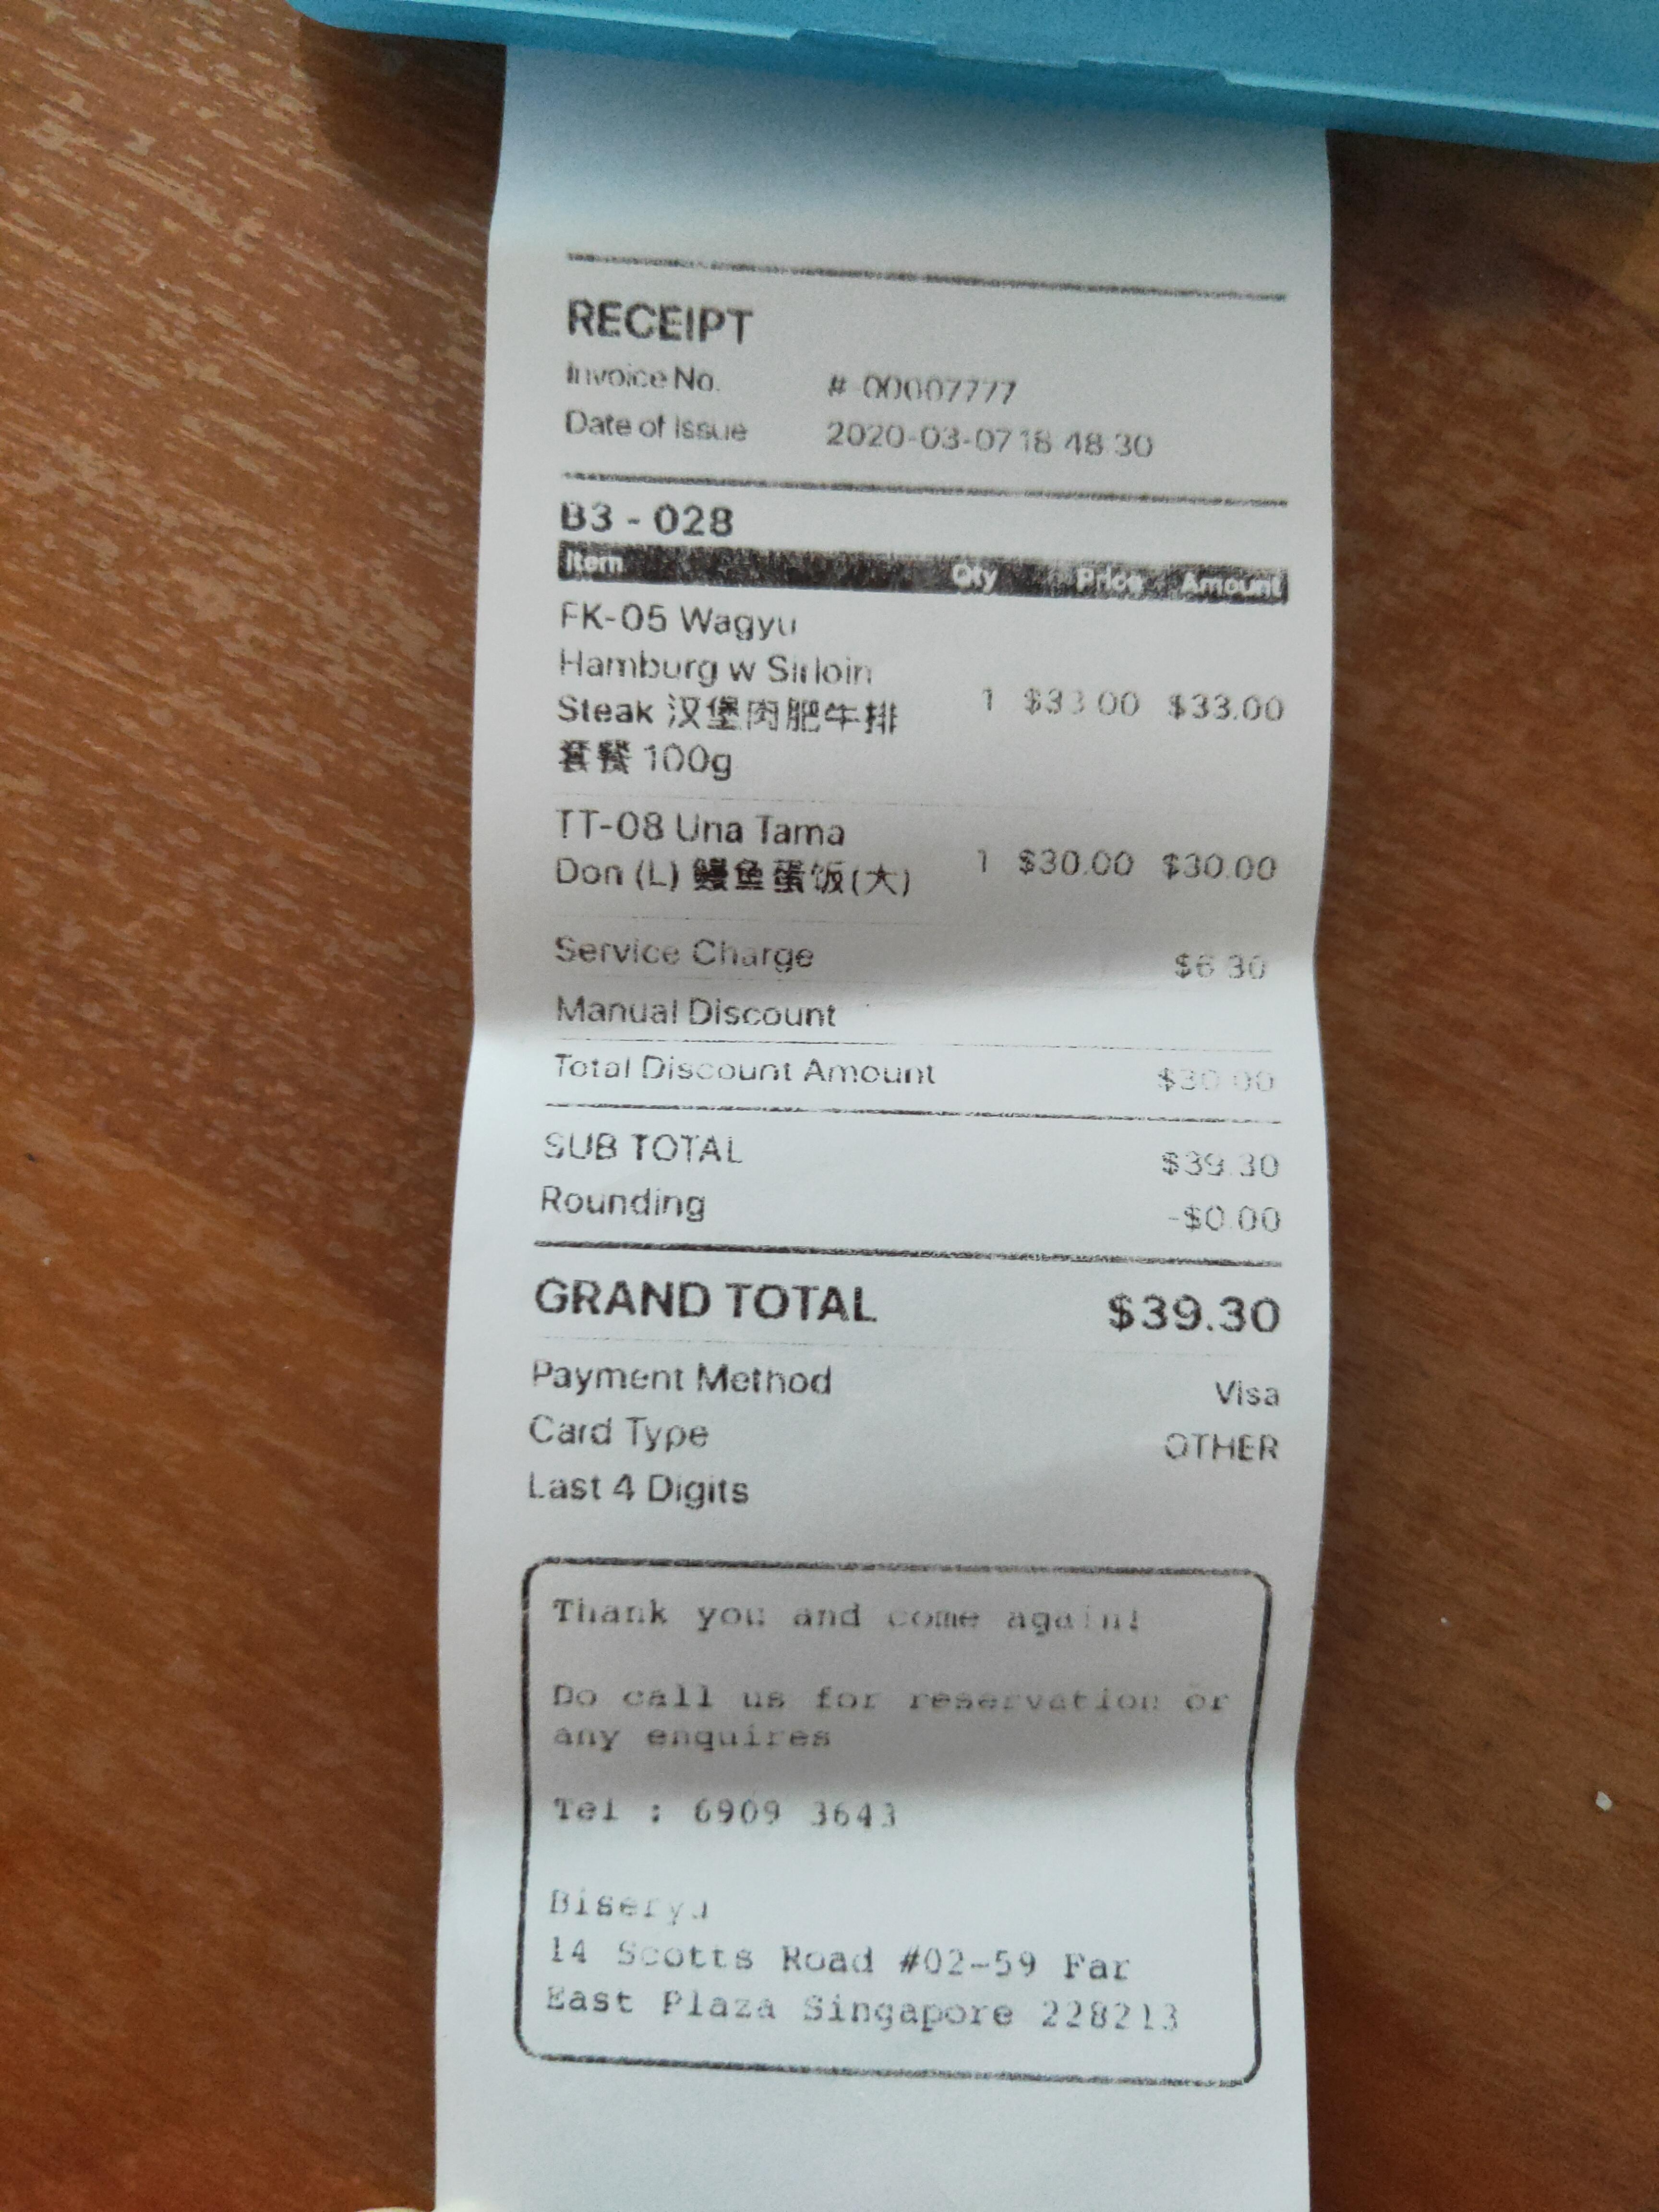 RECEIPT
Invoice No. # 00007777
Date of Issue 2020-03-07 18 48 30
B3 - 028
Item Qty Price Amount
FK-05 Wagyu
Hamburg w Sirloin
Steak 汉堡肉肥牛排 1 $33 00 $33.00
套餐 100g
TT-08 Una Tama
Don (L) 鳗鱼蛋饭(大) 1 $30.00 $30.00
Service Charge $6 30
Manual Discount
Total Discount Amount $30 00
SUB TOTAL $39.30
Rounding -$0.00
GRAND TOTAL $39.30
Payment Method Visa
Card Type OTHER
Last 4 Digits
Thank you and come again!
Do call us for reservation or
any enquires
Tel : 6909 3643
Biseryu
14 Scotts Road #02-59 Far
East Plaza Singapore 228213